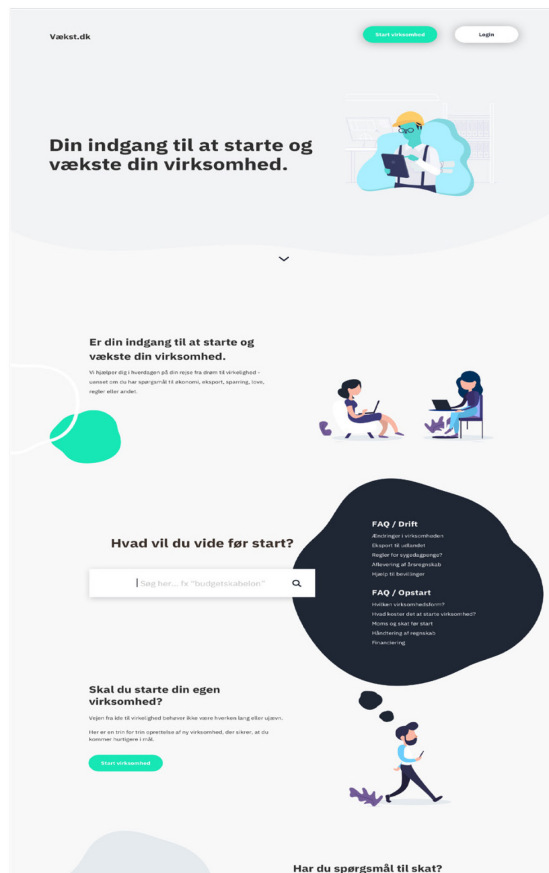 Vækst.dk
Start virksomhed
Login
Din indgang til at starte og
vækste din virksomhed.
Er din indgang til at starte og
vækste din virksomhed.
Vi hjælper dig i hverdagen på din rejse fra drøm til virkelighed -
uanset om du har spørgsmål til økonomi, eksport, sparring, love,
regler eller andet.
Hvad vil du vide før start?
Søg her... fx "budgetskabelon"
FAQ / Drift
Ændringer i virksomheden
Eksport til udlandet
Regler for sygedagpenge?
Aflevering af årsregnskab
Hjælp til bevillinger
FAQ / Opstart
Hvilken virksomhedsform?
Hvad koster det at starte virksomhed?
Moms og skat før start
Håndtering af regnskab
Financiering
Skal du starte din egen
virksomhed?
Vejen fra ide til virkelighed behøver ikke være hverken lang eller ujævn.
Her er en trin for trin oprettelse af ny virksomhed, der sikrer, at du
kommer hurtigere i mål.
Start virksomhed
Har du spørgsmål til skat?